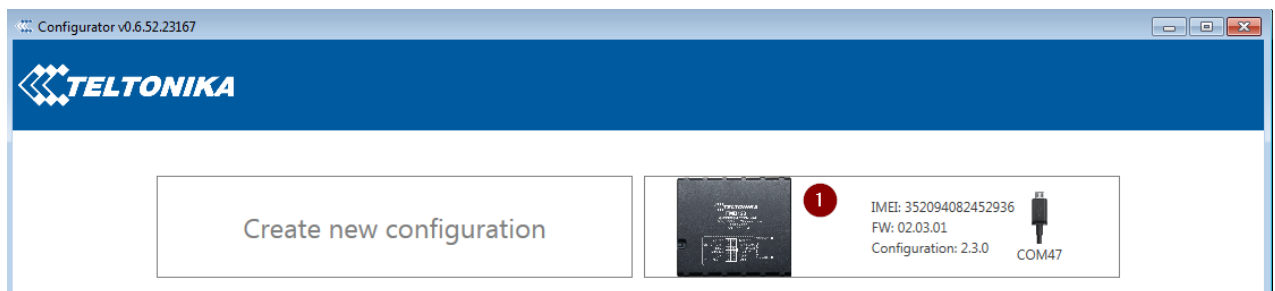 Configurator v0.6.52.23167
TELTONIKA
Create new configuration
TELTONIKA
1
IMEI: 352094082452936
FW: 02.03.01
Configuration: 2.3.0
COM47